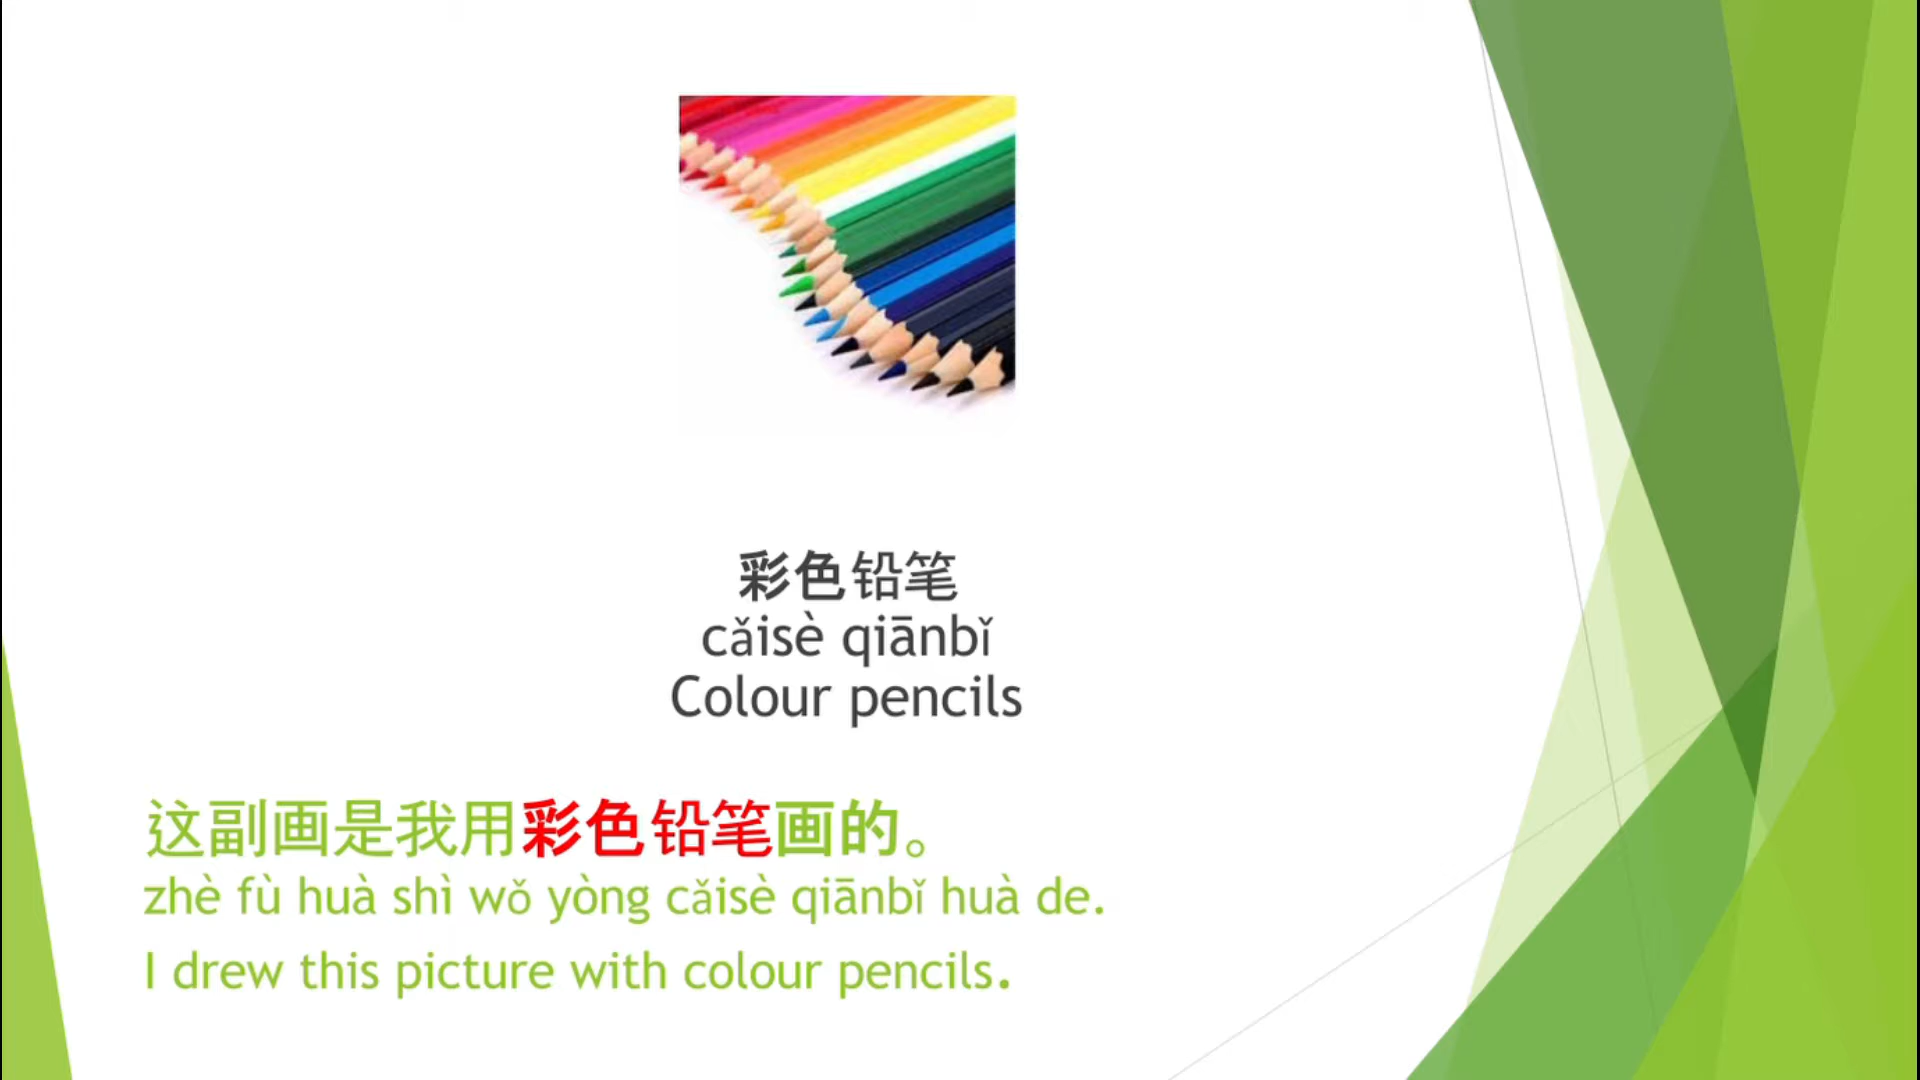 彩色铅笔
cǎisè qiānbǐ
Colour pencils
这副画是我用彩色铅笔画的。
zhè fù huà shì wǒ yòng cǎisè qiānbǐ huà de.
I drew this picture with colour pencils.